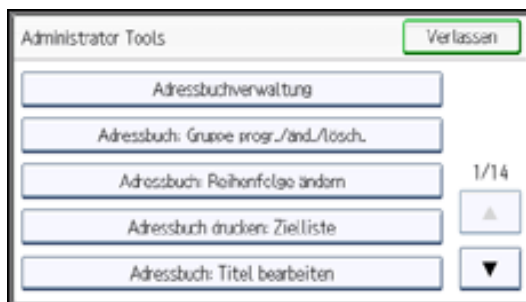 Administrator Tools
Verlassen
Adressbuchverwaltung
Adressbuch: Gruppe progr./änd./lösch.
Adressbuch: Reihenfolge ändern
1/14
Adressbuch drucken: Zielliste
Adressbuch: Titel bearbeiten